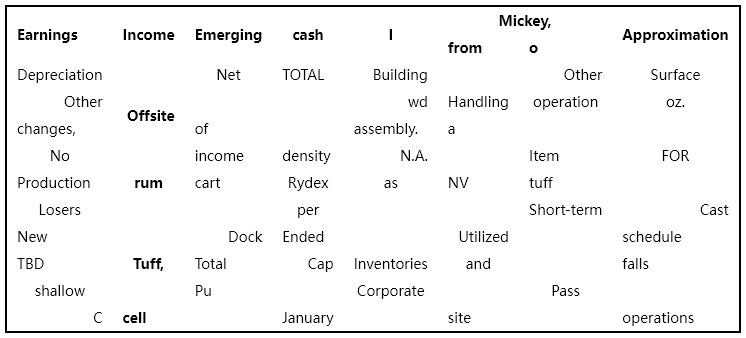 Mickey,
Earnings Income Emerging cash I from o Approximation
Depreciation Net TOTAL Building Other Surface
Other Offsite wd Handling operation oz.
changes, of assembly. a
No income density N.A. Item FOR
Production rum cart Rydex as NV tuff
Losers per Short-term Cast
New Dock Ended Utilized schedule
TBD Tuff, Total Cap Inventories and falls
shallow Pu Corporate Pass
C cell January site operations